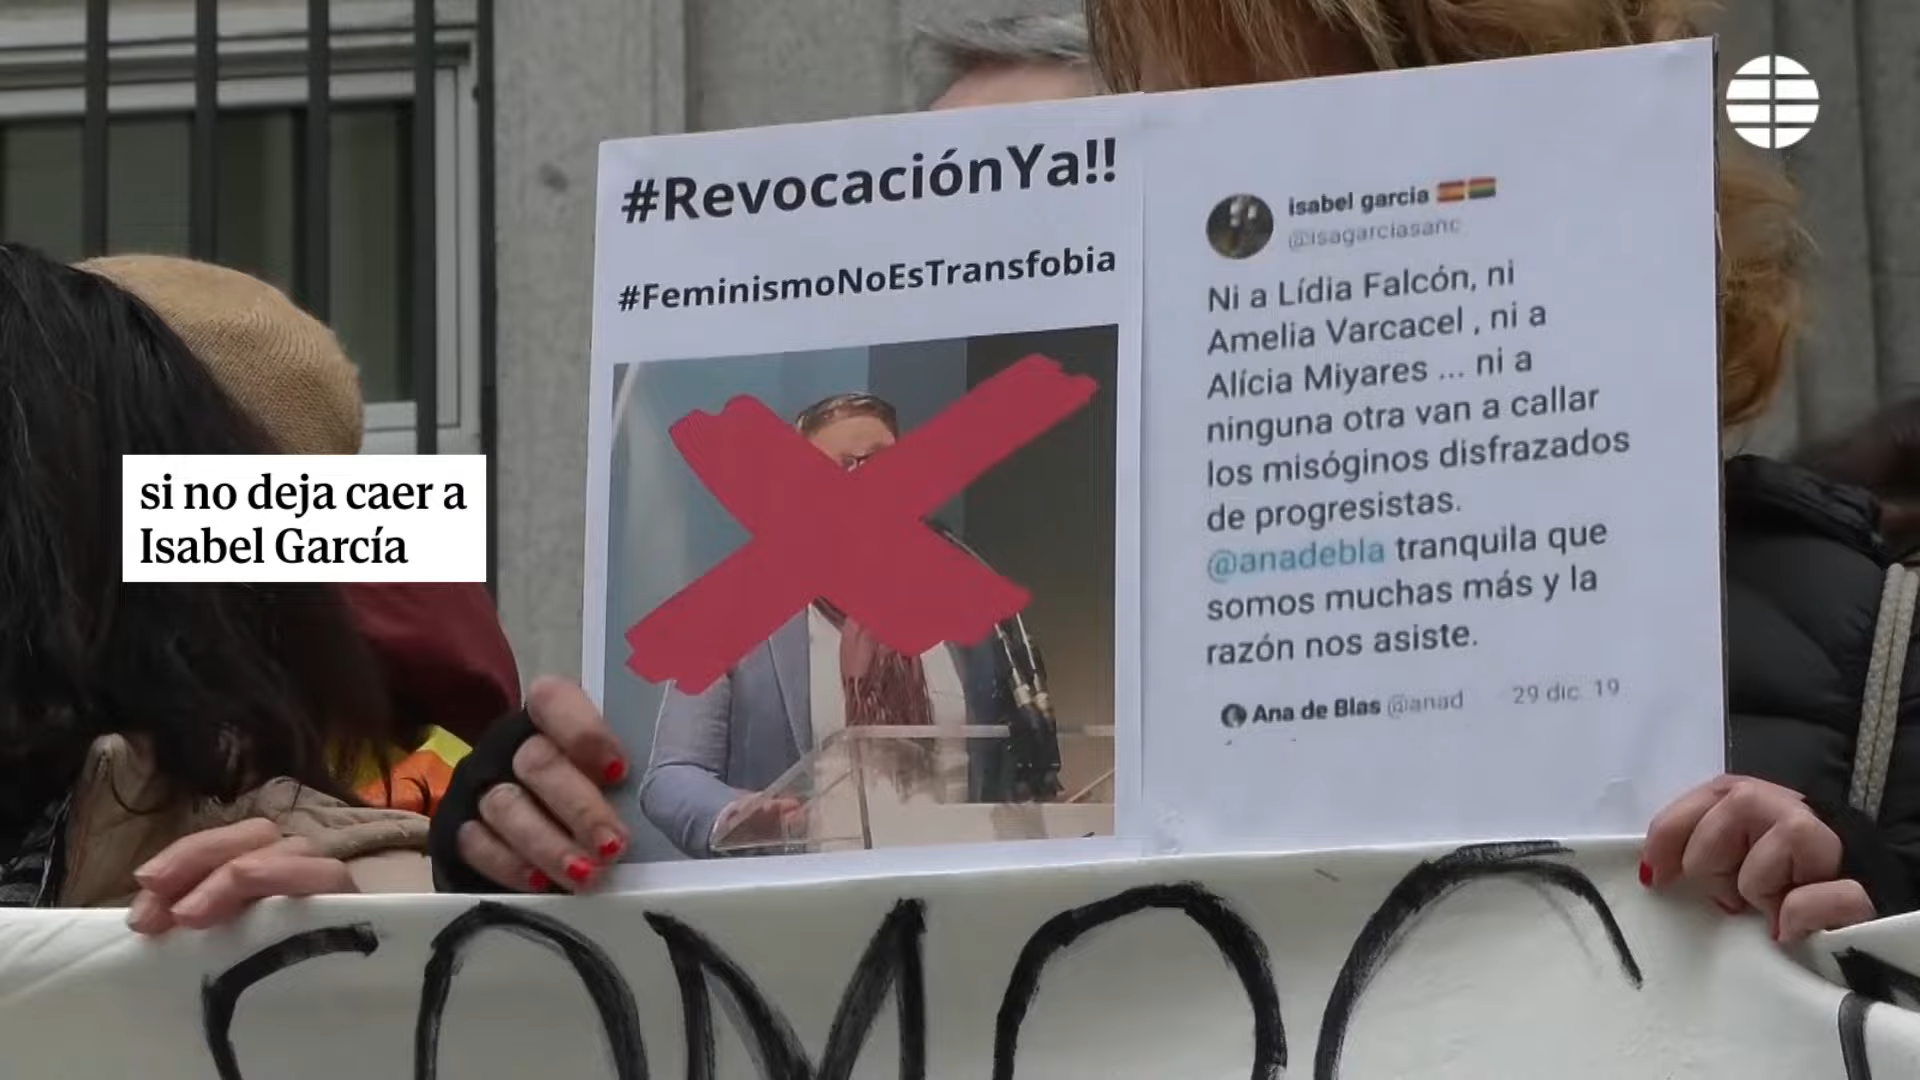 #RevocaciónYa!!
#FeminismoNoEsTransfobia
isabel garcia
@isagarciasanc
Ni a Lídia Falcón, ni
Amelia Varcacel , ni a
Alícia Miyares ... ni a
ninguna otra van a callar
los misóginos disfrazados
de progresistas.
@anadebla tranquila que
somos muchas más y la
razón nos asiste.
Ana de Blas @anad 29 dic 19
si no deja caer a
Isabel García
SOMOS